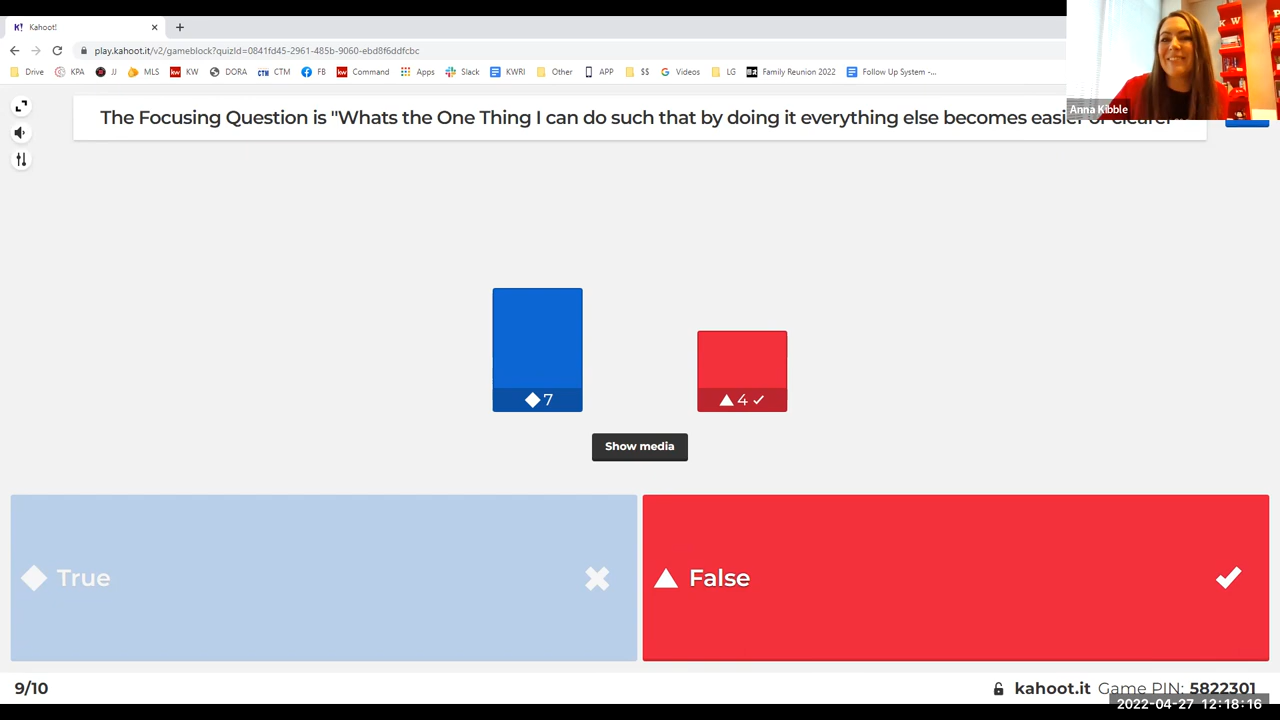 Kahoot!
play.kahoot.it/v2/gameblock?quizId=0841fd45-2961-485b-9060-ebd8f6ddfcbc
Drive KPA JJ MLS KW DORA CTM FB Command Apps Slack KWRI Other APP $$ Videos LG Family Reunion 2022 Follow Up System -...
K W
Anna Kibble
The Focusing Question is "Whats the One Thing I can do such that by doing it everything else becomes easier or
7
4
Show media
True
False
9/10
kahoot.it Game PIN: 5822301
2022-04-27 12:18:16